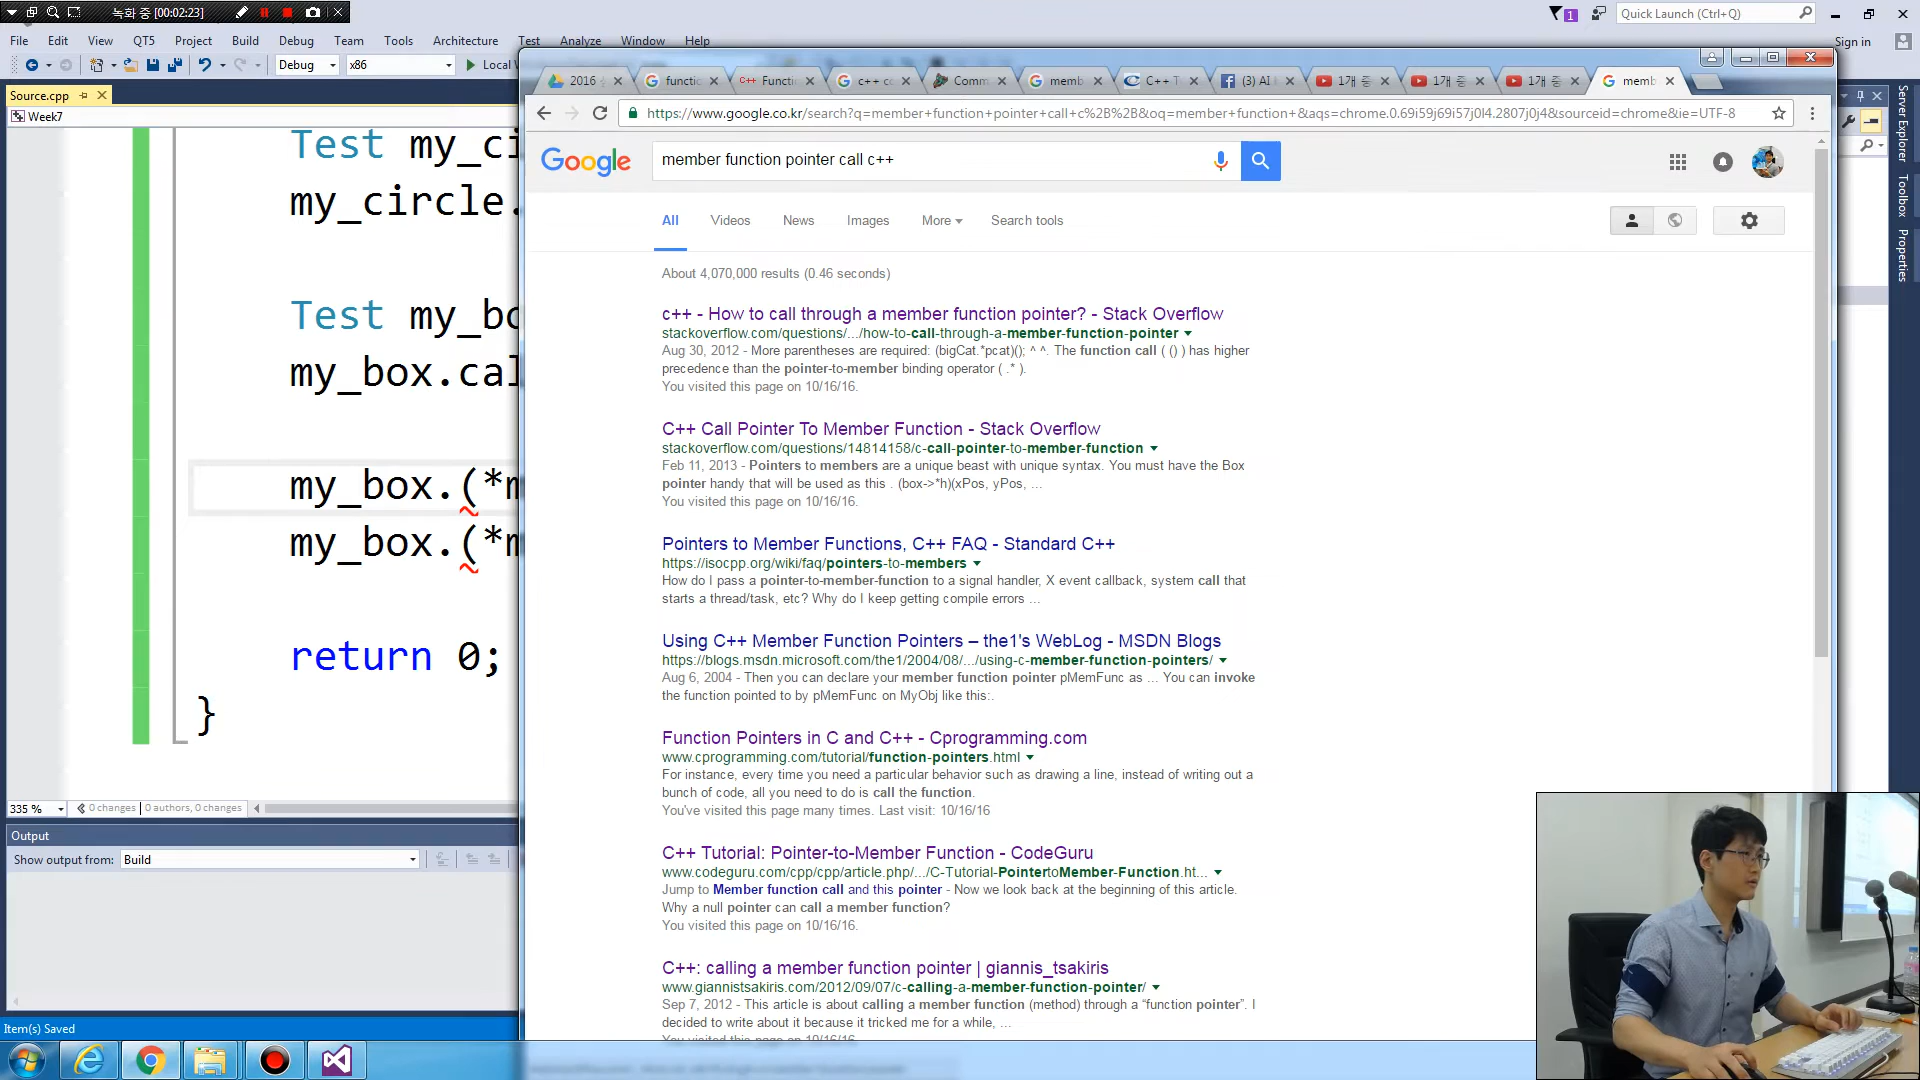 녹화 중 [00:02:23]
1
Quick Launch (Ctrl+Q)
File Edit View QT5 Project Build Debug Team Tools Architecture Test Analyze Window Help
Sign in
Debug x86 Local
Source.cpp
Week7
2016
functic
Functic
c++ co
Comm
memb
C++ T
(3) AI
1개 중
1개 중
1개 중
memb
https://www.google.co.kr/search?q=member+function+pointer+call+c%2B%2B&oq=member+function+&aqs=chrome.0.69i59j69i57j0l4.2807j0j4&sourceid=chrome&ie=UTF-8
Google member function pointer call c++
All Videos News Images More Search tools
About 4,070,000 results (0.46 seconds)
c++ - How to call through a member function pointer? - Stack Overflow
stackoverflow.com/questions/.../how-to-call-through-a-member-function-pointer
Aug 30, 2012 - More parentheses are required: (bigCat.*pcat)(); ^ ^. The function call ( () ) has higher
precedence than the pointer-to-member binding operator ( .* ).
You visited this page on 10/16/16.
C++ Call Pointer To Member Function - Stack Overflow
stackoverflow.com/questions/14814158/c-call-pointer-to-member-function
Feb 11, 2013 - Pointers to members are a unique beast with unique syntax. You must have the Box
pointer handy that will be used as this . (box->*h)(xPos, yPos, ...
You visited this page on 10/16/16.
Pointers to Member Functions, C++ FAQ - Standard C++
https://isocpp.org/wiki/faq/pointers-to-members
How do I pass a pointer-to-member-function to a signal handler, X event callback, system call that
starts a thread/task, etc? Why do I keep getting compile errors ...
Using C++ Member Function Pointers – the1's WebLog - MSDN Blogs
https://blogs.msdn.microsoft.com/the1/2004/08/.../using-c-member-function-pointers/
Aug 6, 2004 - Then you can declare your member function pointer pMemFunc as ... You can invoke
the function pointed to by pMemFunc on MyObj like this:.
Function Pointers in C and C++ - Cprogramming.com
www.cprogramming.com/tutorial/function-pointers.html
For instance, every time you need a particular behavior such as drawing a line, instead of writing out a
bunch of code, all you need to do is call the function.
You've visited this page many times. Last visit: 10/16/16
C++ Tutorial: Pointer-to-Member Function - CodeGuru
www.codeguru.com/cpp/cpp/article.php/.../C-Tutorial-PointertoMember-Function.ht...
Jump to Member function call and this pointer - Now we look back at the beginning of this article.
Why a null pointer can call a member function?
You visited this page on 10/16/16.
C++: calling a member function pointer | giannis_tsakiris
www.giannistsakiris.com/2012/09/07/c-calling-a-member-function-pointer/
Sep 7, 2012 - This article is about calling a member function (method) through a “function pointer”. I
decided to write about it because it tricked me for a while, ...
Test my_ci
my_circle.
Test my_bo
my_box.cal
my_box.(*m
my_box.(*m
return 0;
}
335 % 0 changes | 0 authors, 0 changes
Output
Show output from: Build
Item(s) Saved
Server Explorer
Toolbox
Properties